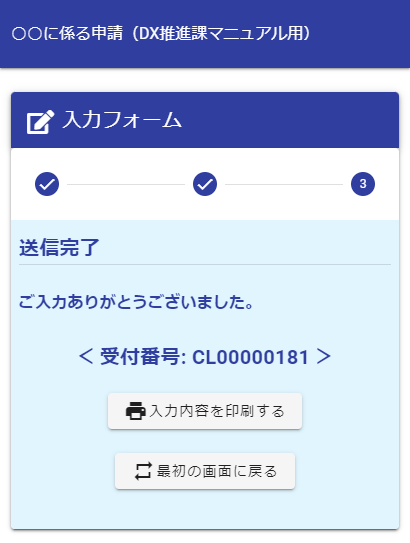 〇〇に係る申請（DX推進課マニュアル用）
入力フォーム
3
送信完了
ご入力ありがとうございました。
＜ 受付番号: CL00000181 ＞
入力内容を印刷する
最初の画面に戻る